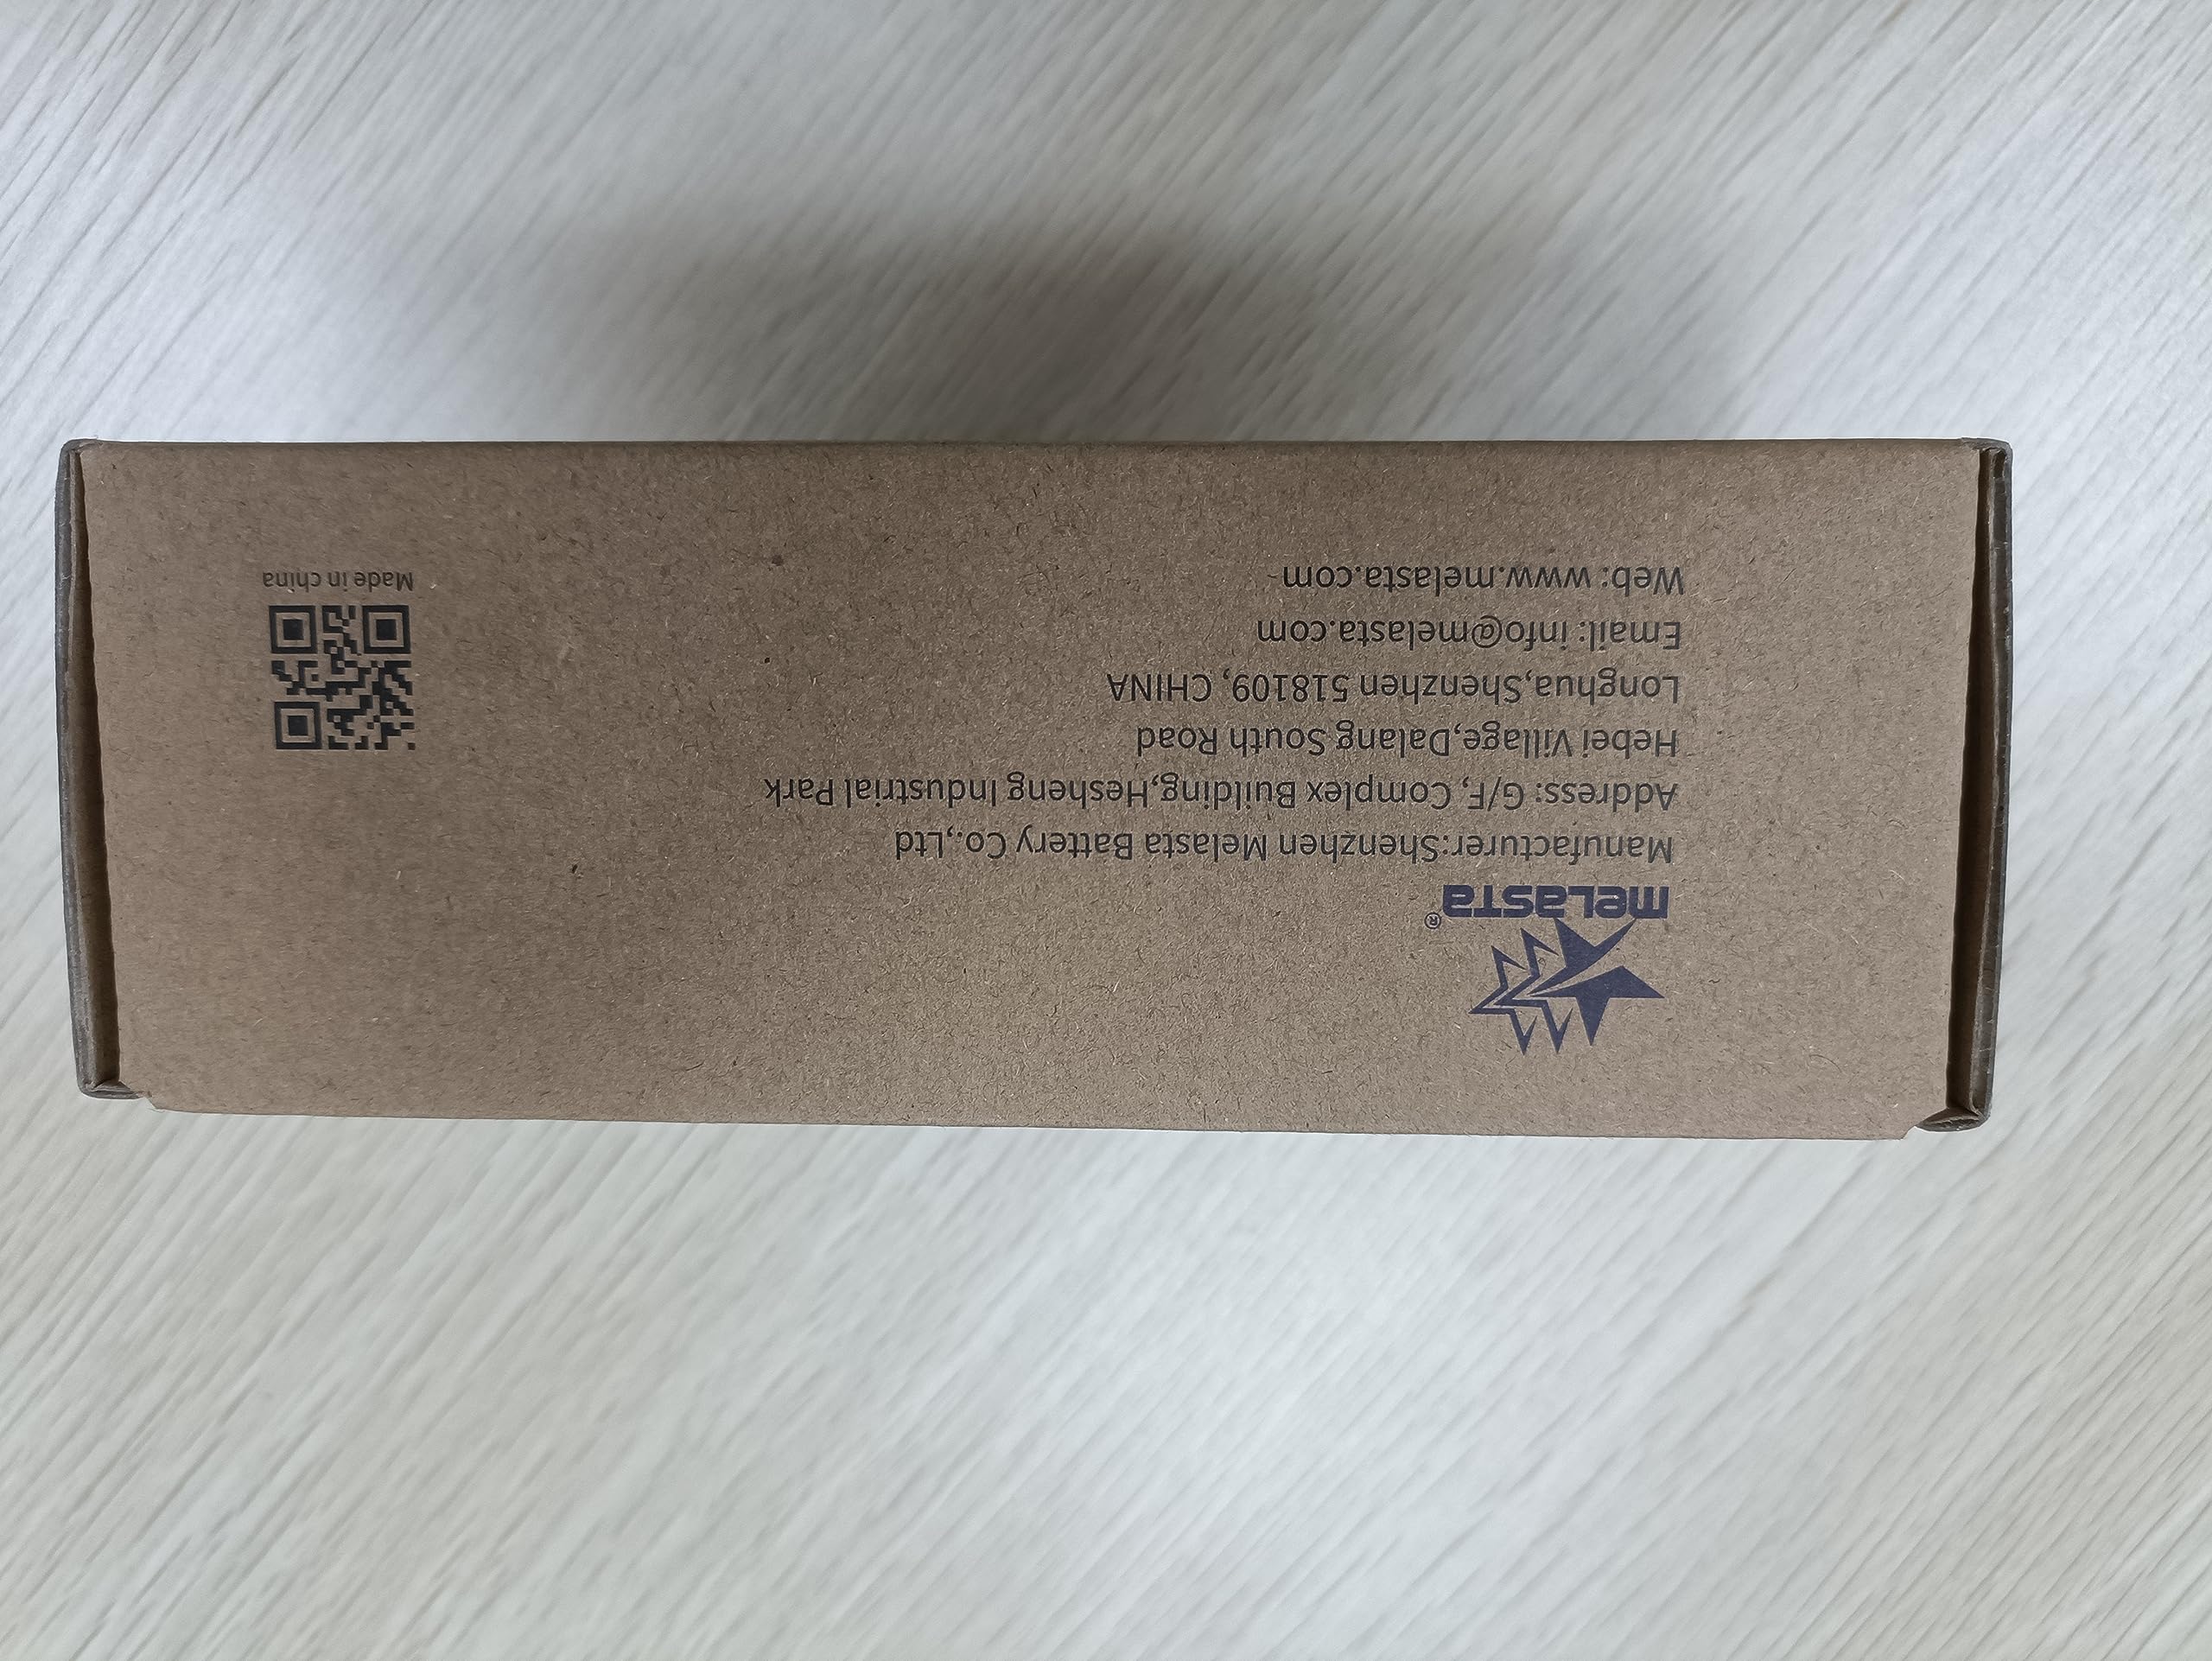 meLasta®
Manufacturer:Shenzhen Melasta Battery Co.,Ltd
Address: G/F, Complex Building,Hesheng Industrial Park
Hebei Village,Dalang South Road
Longhua,Shenzhen 518109, CHINA
Email: info@melasta.com
Web: www.melasta.com
Made in china